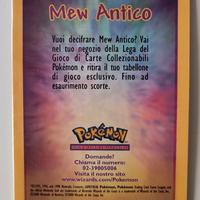 Mew Antico
Vuoi decifrare Mew Antico? Vai
nel tuo negozio della Lega del
Gioco di Carte Collezionabili
Pokémon e ritira il tuo tabellone
di gioco esclusivo. Fino ad
esaurimento scorte.
POKéMON
Domande?
Chiama il numero:
02-39005006
Visita il nostro sito
www.wizards.com/Pokemon